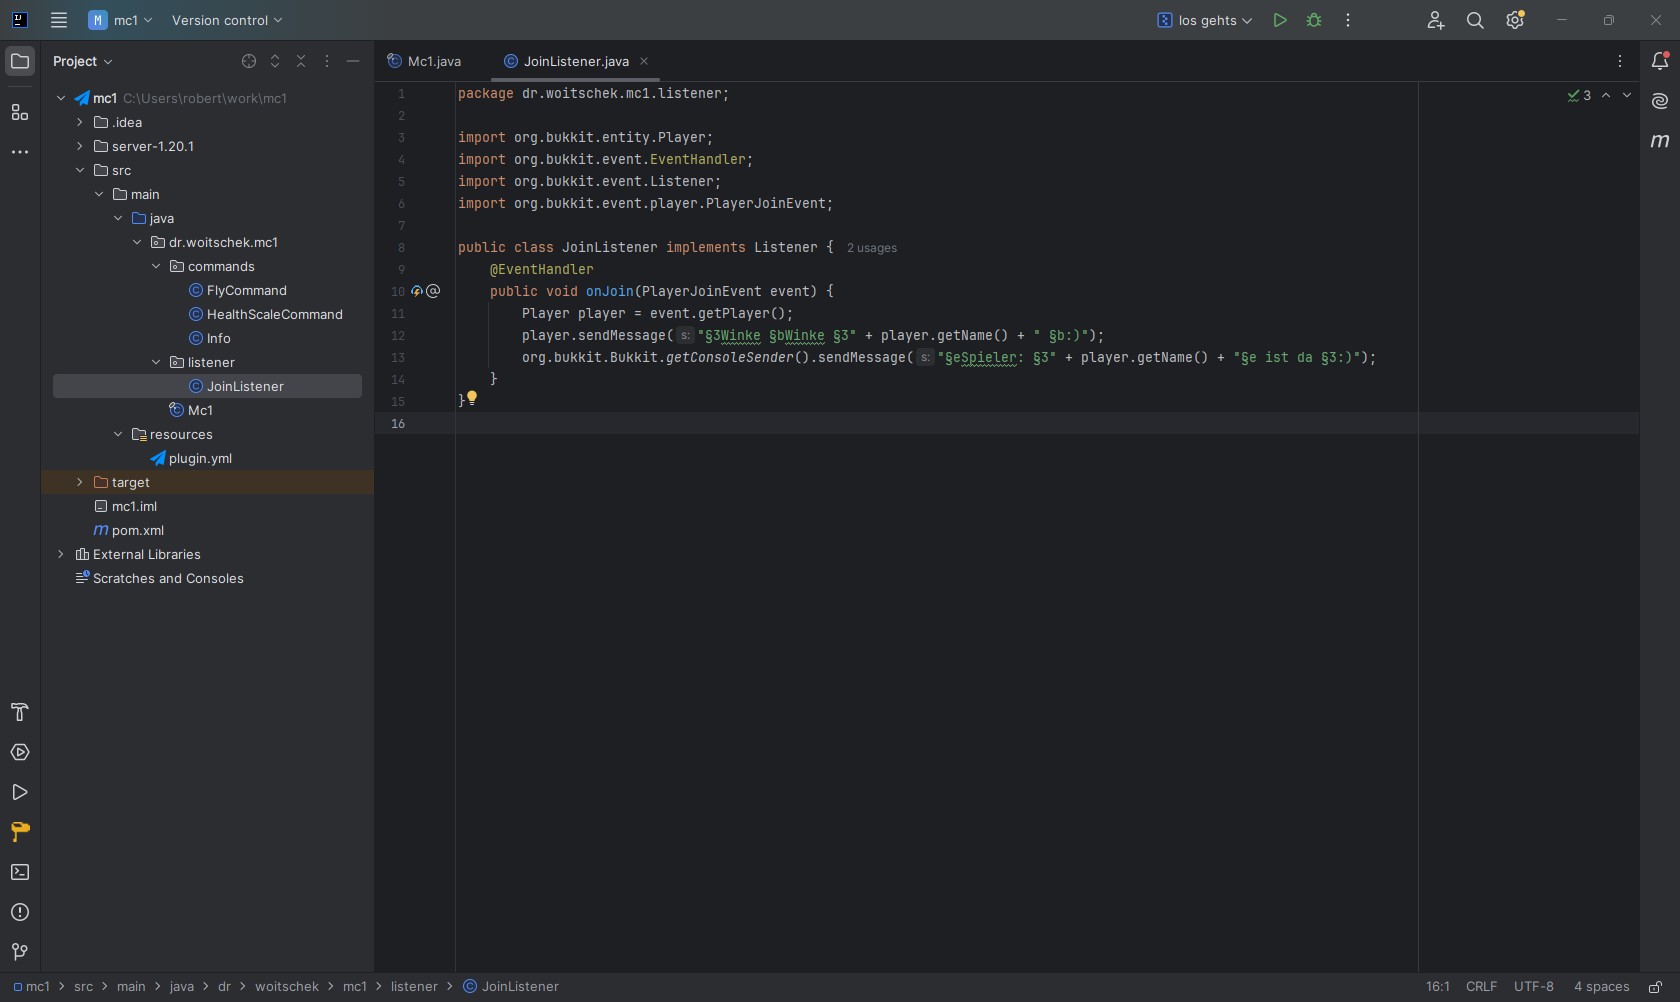 mc1 Version control los gehts
Project
Mc1.java JoinListener.java
mc1 C:\Users\robert\work\mc1
.idea
server-1.20.1
src
main
java
dr.woitschek.mc1
commands
FlyCommand
HealthScaleCommand
Info
listener
JoinListener
Mc1
resources
plugin.yml
target
mc1.iml
pom.xml
External Libraries
Scratches and Consoles
1 package dr.woitschek.mc1.listener;
2
3 import org.bukkit.entity.Player;
4 import org.bukkit.event.EventHandler;
5 import org.bukkit.event.Listener;
6 import org.bukkit.event.player.PlayerJoinEvent;
7
8 public class JoinListener implements Listener { 2 usages
9 @EventHandler
10 public void onJoin(PlayerJoinEvent event) {
11 Player player = event.getPlayer();
12 player.sendMessage( s: "§3Winke §bWinke §3" + player.getName() + " §b:)");
13 org.bukkit.Bukkit.getConsoleSender().sendMessage( s: "§eSpieler: §3" + player.getName() + "§e ist da §3:)");
14 }
15 }
16
3
mc1 > src > main > java > dr > woitschek > mc1 > listener > JoinListener
16:1 CRLF UTF-8 4 spaces